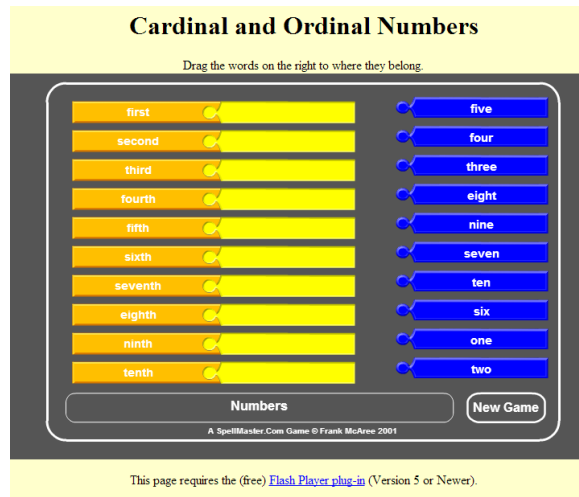 Cardinal and Ordinal Numbers
Drag the words on the right to where they belong.
first five
second four
third three
fourth eight
fifth nine
sixth seven
seventh ten
eighth six
ninth one
tenth two
Numbers New Game
A SpellMaster.Com Game © Frank McAree 2001
This page requires the (free) Flash Player plug-in (Version 5 or Newer).